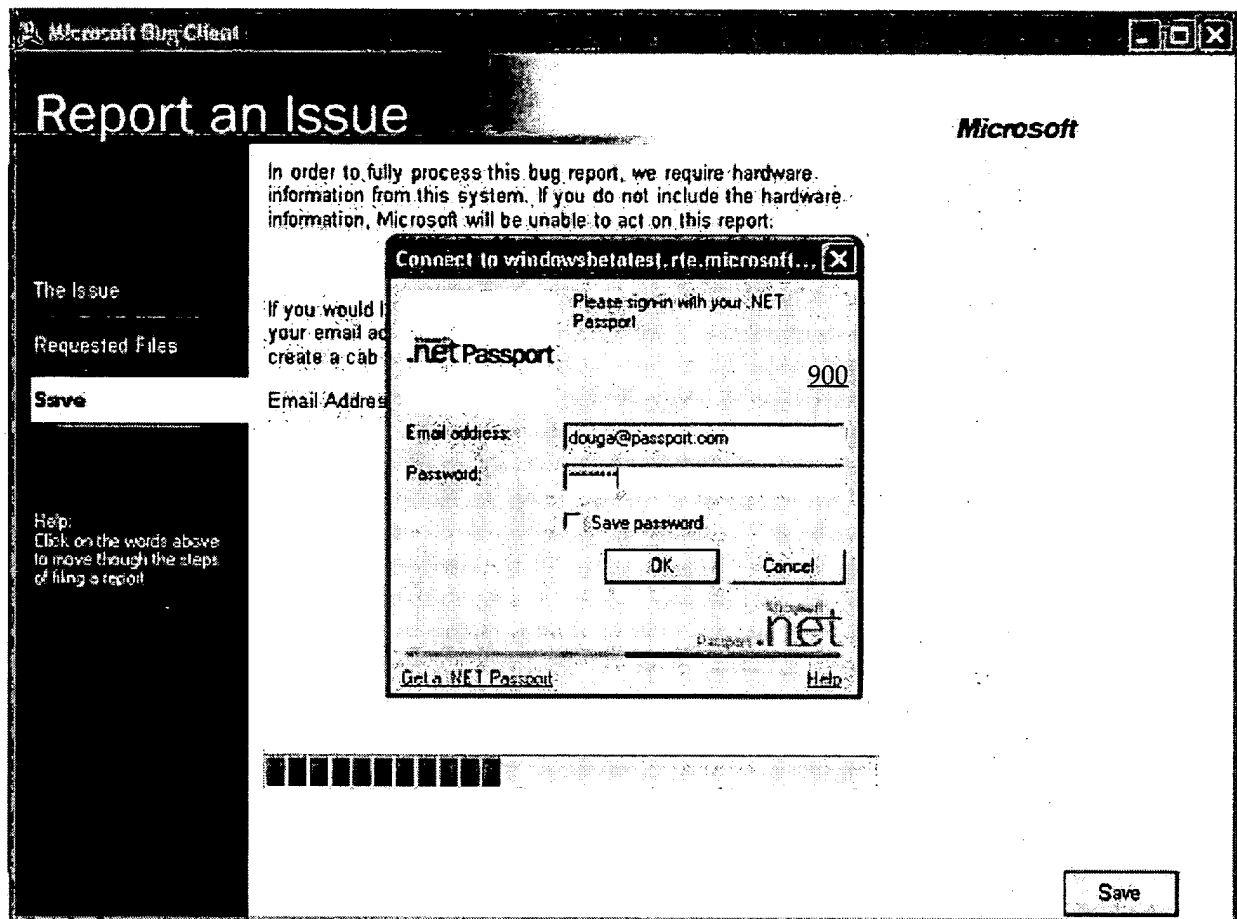 Microsoft Bug Client
Report an Issue
Microsoft
In order to fully process this bug report, we require hardware
information from this system. If you do not include the hardware
information, Microsoft will be unable to act on this report.
The Issue
Requested Files
Save
Help:
Click on the words above
to move though the steps
of filing a report
If you would l
your email ad
create a cab
Email Addres
Connect to windowsbetatest.rte.microsoft...
Please sign-in with your .NET
Passport
Microsoft
.net Passport
900
Email address:
douga@passport.com
Password:
********
Save password
OK
Cancel
Microsoft
Passport .net
Get a .NET Passport
Help
Save